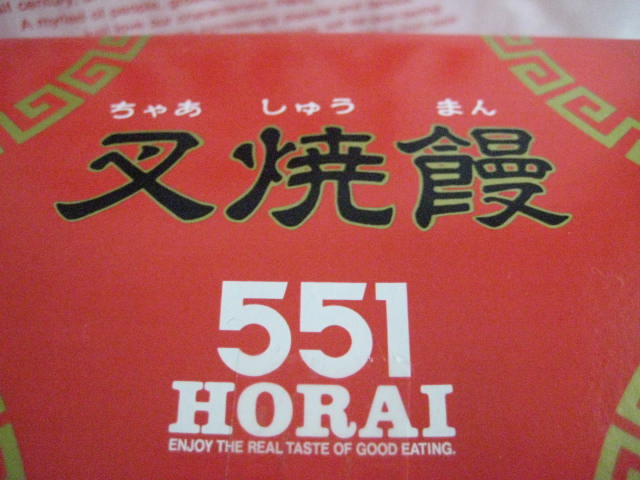 ちゃあ しゅう まん
叉焼饅
551
HORAI
ENJOY THE REAL TASTE OF GOOD EATING.